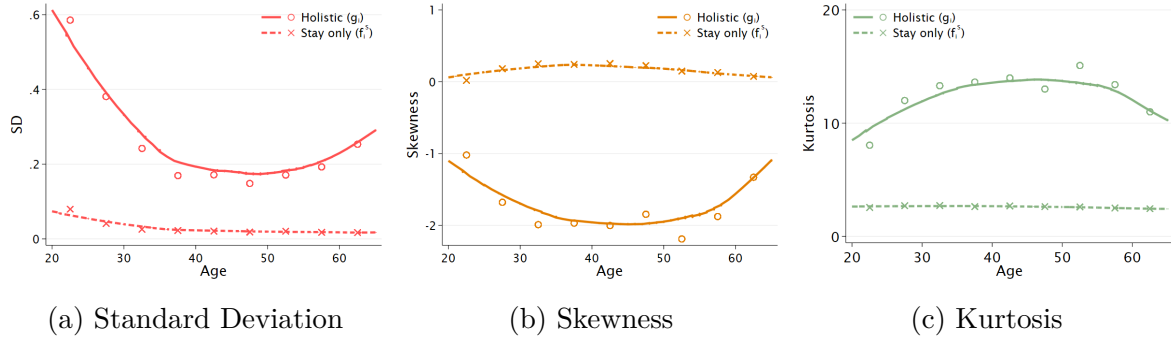 .6
.4
.2
0
SD
20 30 40 50 60
Age
Holistic (gᵢ)
Stay only (fᵢˢ)
(a) Standard Deviation
1
0
-1
-2
Skewness
20 30 40 50 60
Age
Holistic (gᵢ)
Stay only (fᵢˢ)
(b) Skewness
20
10
0
Kurtosis
20 30 40 50 60
Age
Holistic (gᵢ)
Stay only (fᵢˢ)
(c) Kurtosis